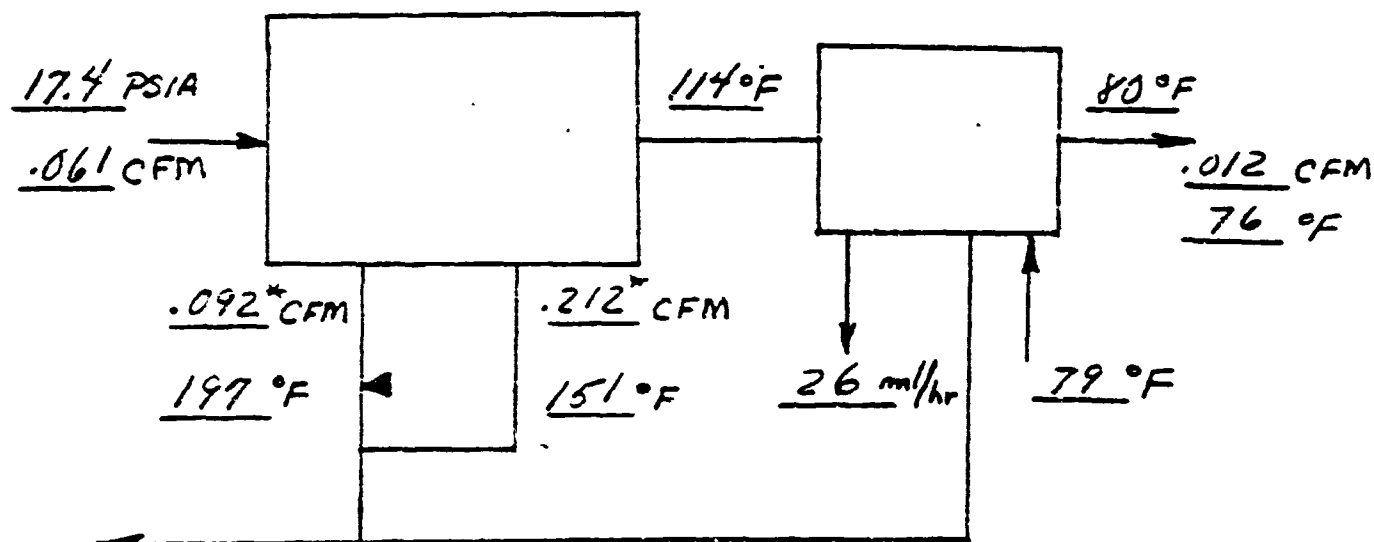 17.4 PSIA
.061 CFM
114°F
80°F
.012 CFM
76 °F
.092* CFM
.212* CFM
197 °F
151 °F
26 ml/hr
79 °F